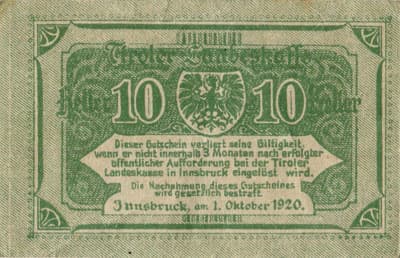 Tiroler Landeskasse
Heller 10 10 Heller
Dieser Gutschein verliert seine Giltigkeit,
wenn er nicht innerhalb 3 Monaten nach erfolgter
öffentlicher Aufforderung bei der Tiroler
Landeskasse in Innsbruck eingelöst wird.
Die Nachahmung dieses Gutscheines
wird gesetzlich bestraft.
Innsbruck, am 1. Oktober 1920.